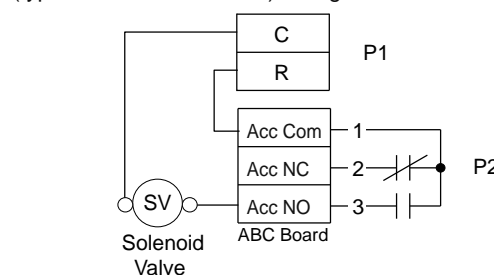 C
P1
R
Acc Com 1
Acc NC 2
P2
Acc NO 3
SV
ABC Board
Solenoid
Valve